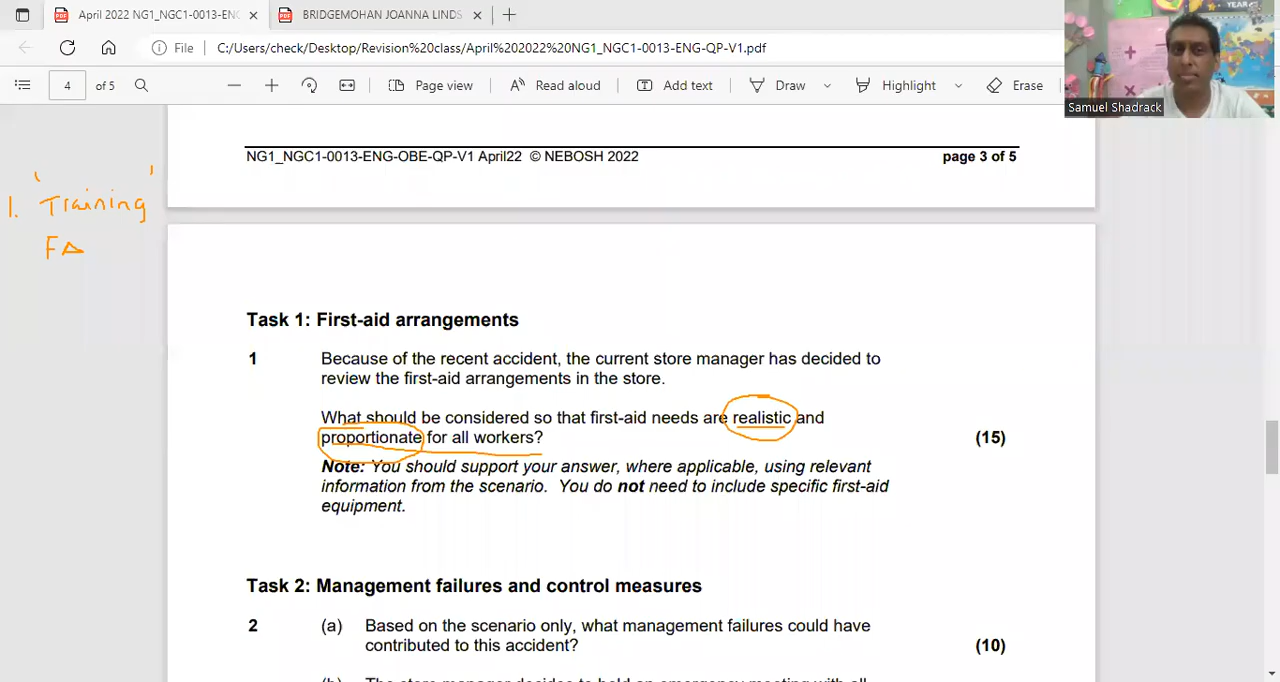 April 2022 NG1_NGC1-0013-ENG
BRIDGEMOHAN JOANNA LINDS
File
C:/Users/check/Desktop/Revision%20class/April%202022%20NG1_NGC1-0013-ENG-QP-V1.pdf
YEAR
4 of 5
Page view
Read aloud
Add text
Draw
Highlight
Erase
Samuel Shadrack
NG1_NGC1-0013-ENG-OBE-QP-V1 April22 © NEBOSH 2022
page 3 of 5
1. 'Training'
FA
Task 1: First-aid arrangements
1 Because of the recent accident, the current store manager has decided to
review the first-aid arrangements in the store.
What should be considered so that first-aid needs are realistic and
proportionate for all workers? (15)
Note: You should support your answer, where applicable, using relevant
information from the scenario. You do not need to include specific first-aid
equipment.
Task 2: Management failures and control measures
2 (a) Based on the scenario only, what management failures could have
contributed to this accident? (10)